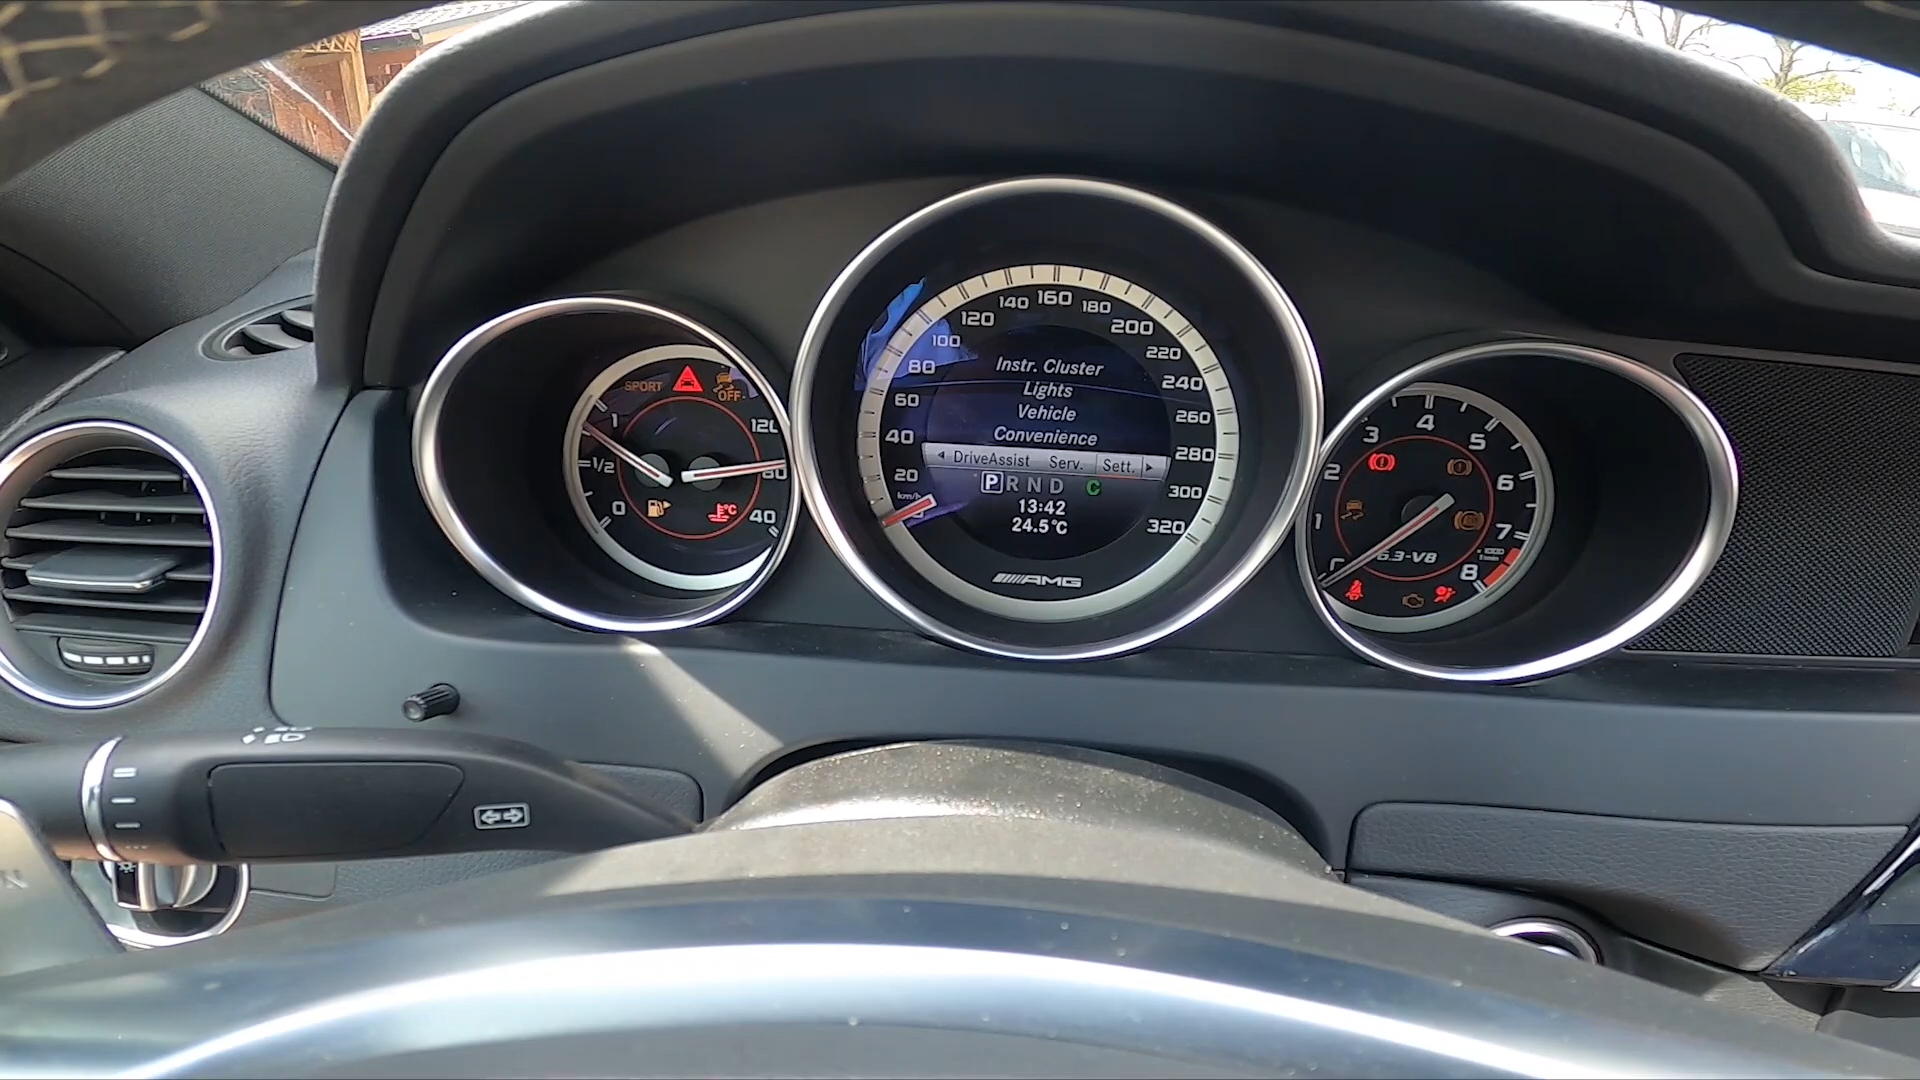 SPORT
OFF
1
1/2
0
120
80
40
°C
20
40
60
80
100
120
140
160
180
200
220
240
260
280
300
320
km/h
Instr. Cluster
Lights
Vehicle
Convenience
DriveAssist Serv. Sett.
P R N D C
13:42
24.5°C
AMG
1
2
3
4
5
6
7
8
6.3-V8